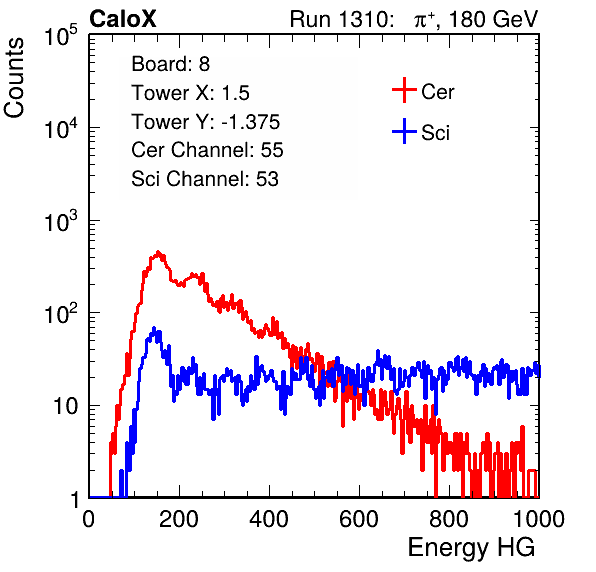 CaloX Run 1310: π⁺, 180 GeV
Counts
10⁵
10⁴
10³
10²
10
1
Board: 8
Tower X: 1.5
Tower Y: -1.375
Cer Channel: 55
Sci Channel: 53
Cer
Sci
0 200 400 600 800 1000
Energy HG